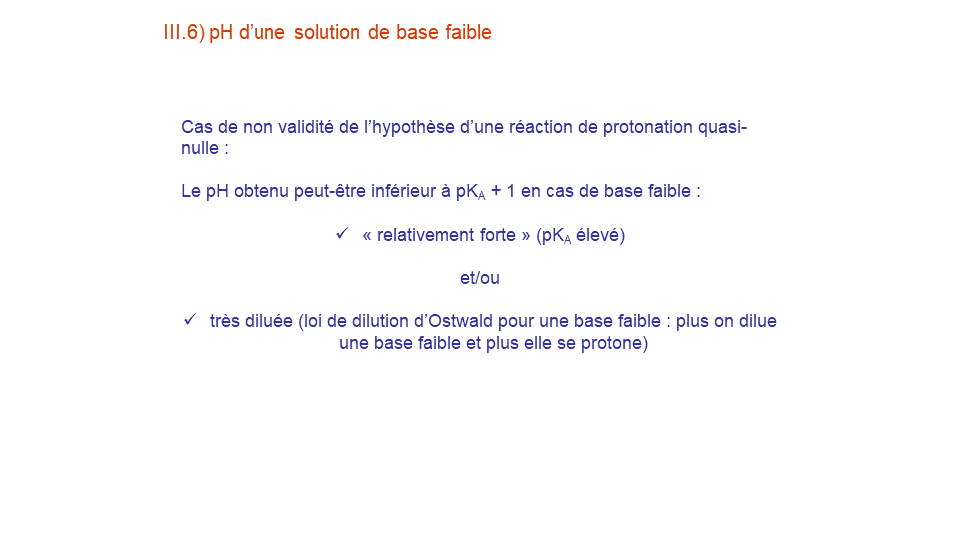 III.6) pH d’une solution de base faible
Cas de non validité de l’hypothèse d’une réaction de protonation quasi-
nulle :
Le pH obtenu peut-être inférieur à pKA + 1 en cas de base faible :
✓ « relativement forte » (pKA élevé)
et/ou
✓ très diluée (loi de dilution d’Ostwald pour une base faible : plus on dilue
une base faible et plus elle se protone)